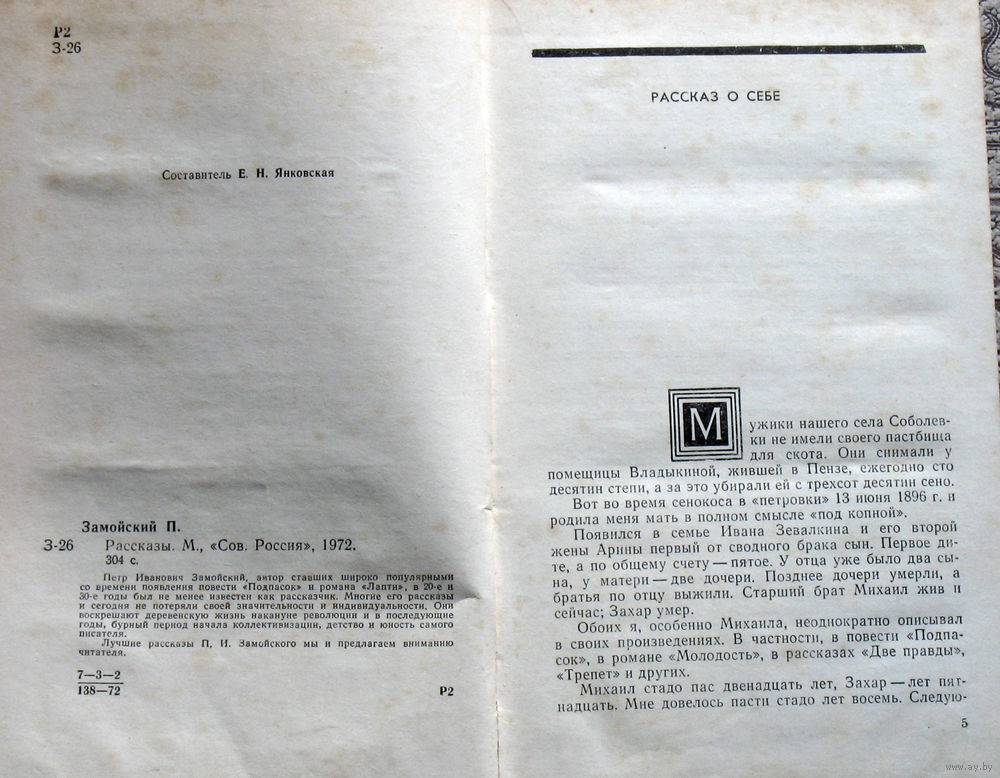 Р2
З-26
Составитель Е. Н. Янковская
Замойский П.
З-26 Рассказы. М., «Сов. Россия», 1972.
304 с.
Петр Иванович Замойский, автор ставших широко популярными
со времени появления повести «Подпасок» и романа «Лапти», в 20-е и
30-е годы был не менее известен как рассказчик. Многие его рассказы
и сегодня не потеряли своей значительности и индивидуальности. Они
воскрешают деревенскую жизнь накануне революции и в последующие
годы, бурный период начала коллективизации, детство и юность самого
писателя.
Лучшие рассказы П. И. Замойского мы и предлагаем вниманию
читателя.
7—3—2
138—72 Р2
РАССКАЗ О СЕБЕ
Мужики нашего села Соболев-
ки не имели своего пастбища
для скота. Они снимали у
помещицы Владыкиной, жившей в Пензе, ежегодно сто
десятин степи, а за это убирали ей с трехсот десятин сено.
Вот во время сенокоса в «петровки» 13 июня 1896 г. и
родила меня мать в полном смысле «под копной».
Появился в семье Ивана Зевалкина и его второй
жены Арины первый от сводного брака сын. Первое ди-
те, а по общему счету — пятое. У отца уже было два сы-
на, у матери — две дочери. Позднее дочери умерли, а
братья по отцу выжили. Старший брат Михаил жив и
сейчас; Захар умер.
Обоих я, особенно Михаила, неоднократно описывал
в своих произведениях. В частности, в повести «Подпа-
сок», в романе «Молодость», в рассказах «Две правды»,
«Трепет» и других.
Михаил стадо пас двенадцать лет, Захар — лет пят-
надцать. Мне довелось пасти стадо лет восемь. Следую-
5
www.ay.by